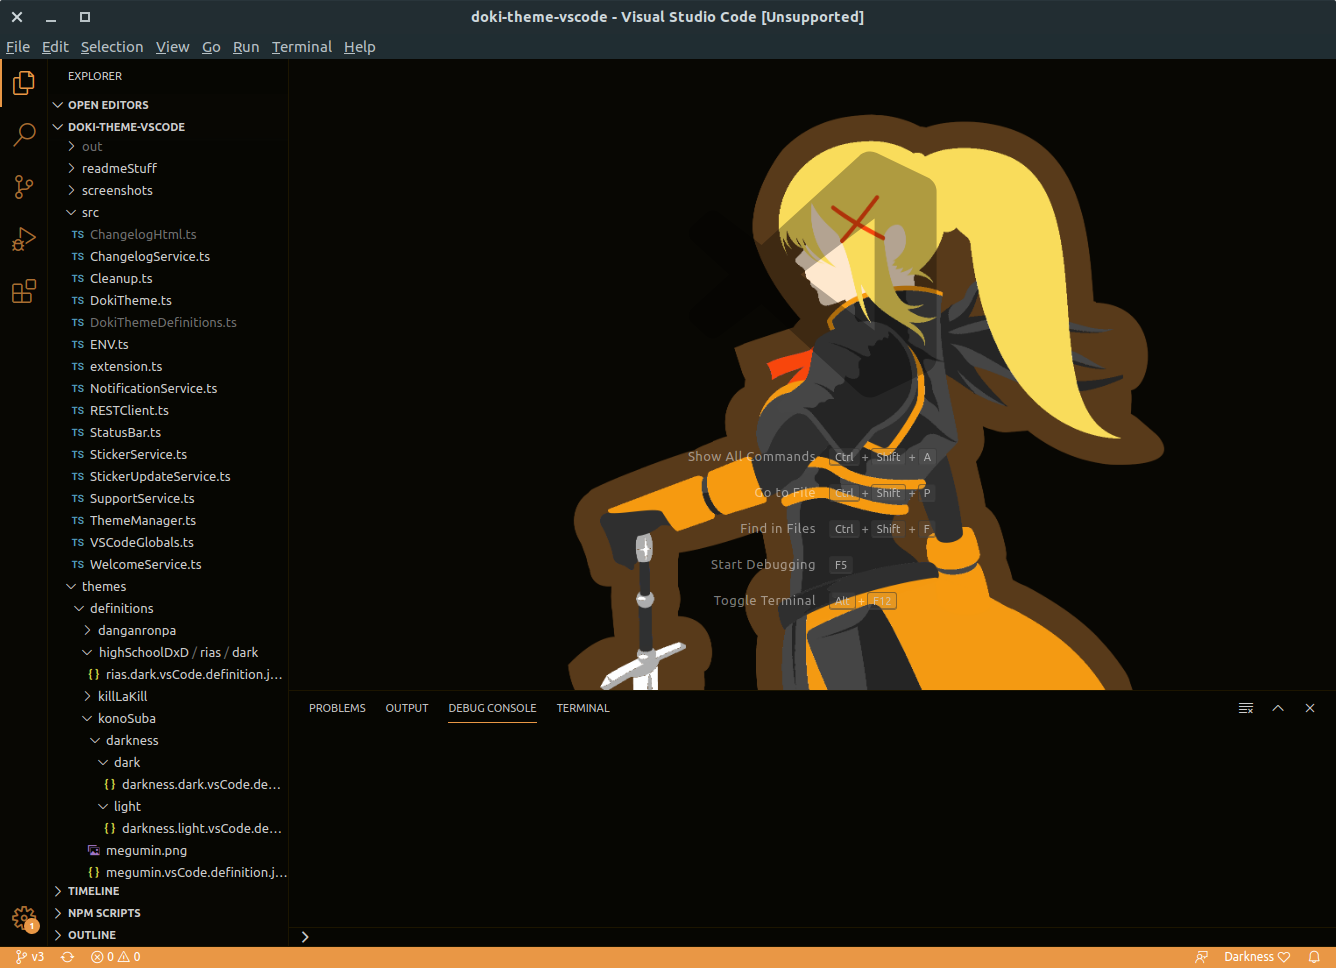 doki-theme-vscode - Visual Studio Code [Unsupported]
File Edit Selection View Go Run Terminal Help
EXPLORER
OPEN EDITORS
DOKI-THEME-VSCODE
out
readmeStuff
screenshots
src
TS ChangelogHtml.ts
TS ChangelogService.ts
TS Cleanup.ts
TS DokiTheme.ts
TS DokiThemeDefinitions.ts
TS ENV.ts
TS extension.ts
TS NotificationService.ts
TS RESTClient.ts
TS StatusBar.ts
TS StickerService.ts
TS StickerUpdateService.ts
TS SupportService.ts
TS ThemeManager.ts
TS VSCodeGlobals.ts
TS WelcomeService.ts
themes
definitions
danganronpa
highSchoolDxD / rias / dark
{} rias.dark.vsCode.definition.j...
killLaKill
konoSuba
darkness
dark
{} darkness.dark.vsCode.de...
light
{} darkness.light.vsCode.de...
megumin.png
{} megumin.vsCode.definition.j...
TIMELINE
NPM SCRIPTS
OUTLINE
1
Show All Commands Ctrl + Shift + A
Go to File Ctrl + Shift + P
Find in Files Ctrl + Shift + F
Start Debugging F5
Toggle Terminal Alt + F12
PROBLEMS OUTPUT DEBUG CONSOLE TERMINAL
v3 0 0 Darkness ♡